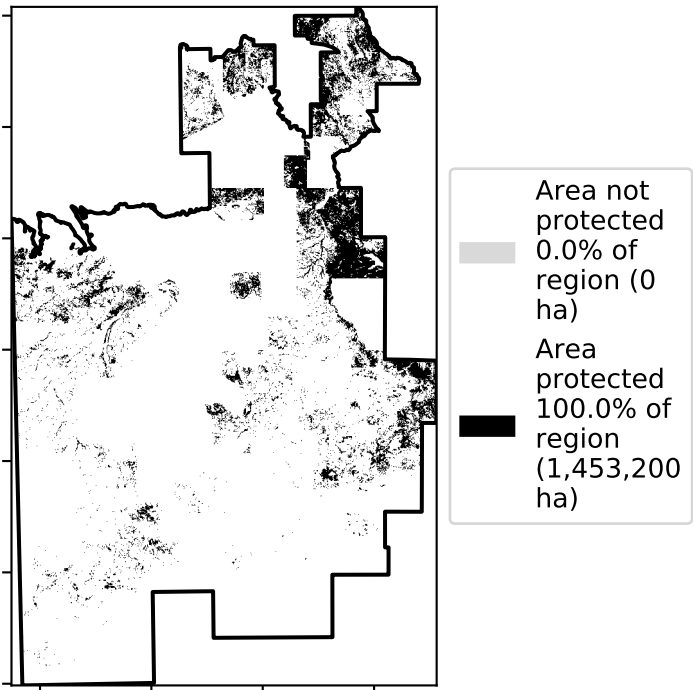 Area not
protected
0.0% of
region (0
ha)
Area
protected
100.0% of
region
(1,453,200
ha)